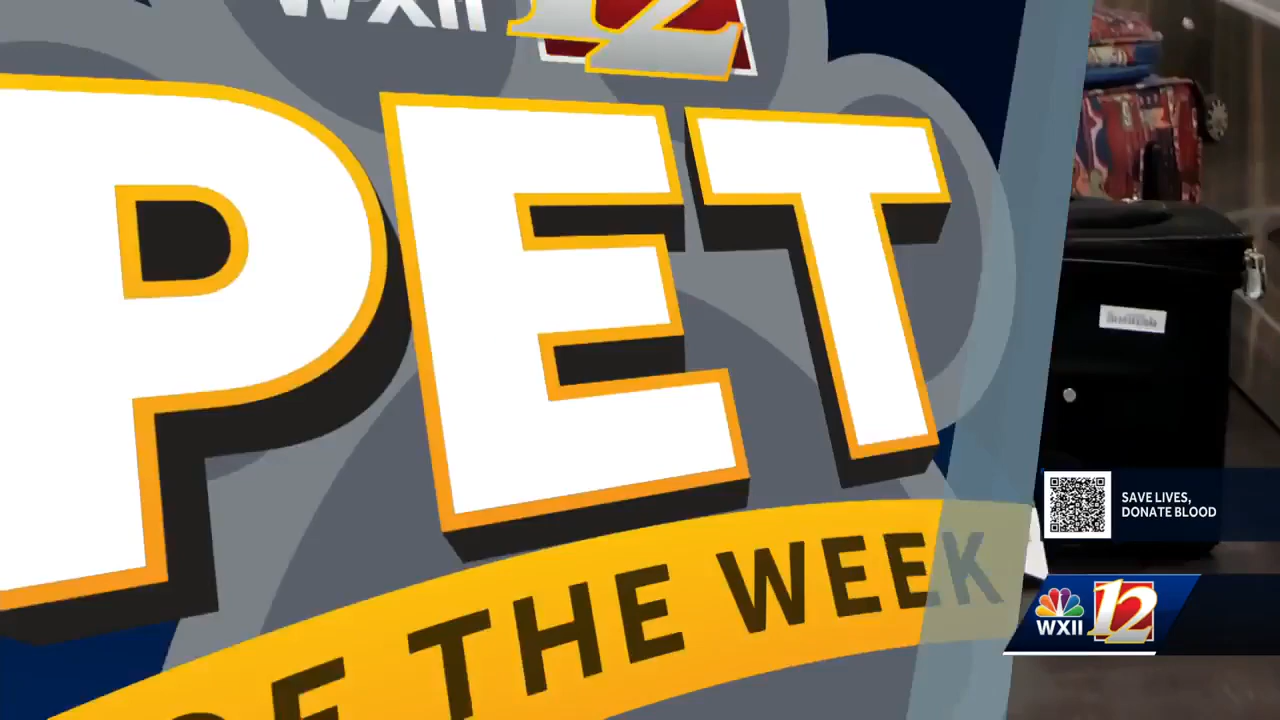 WXII 12
PET
OF THE WEEK
SAVE LIVES,
DONATE BLOOD
WXII 12